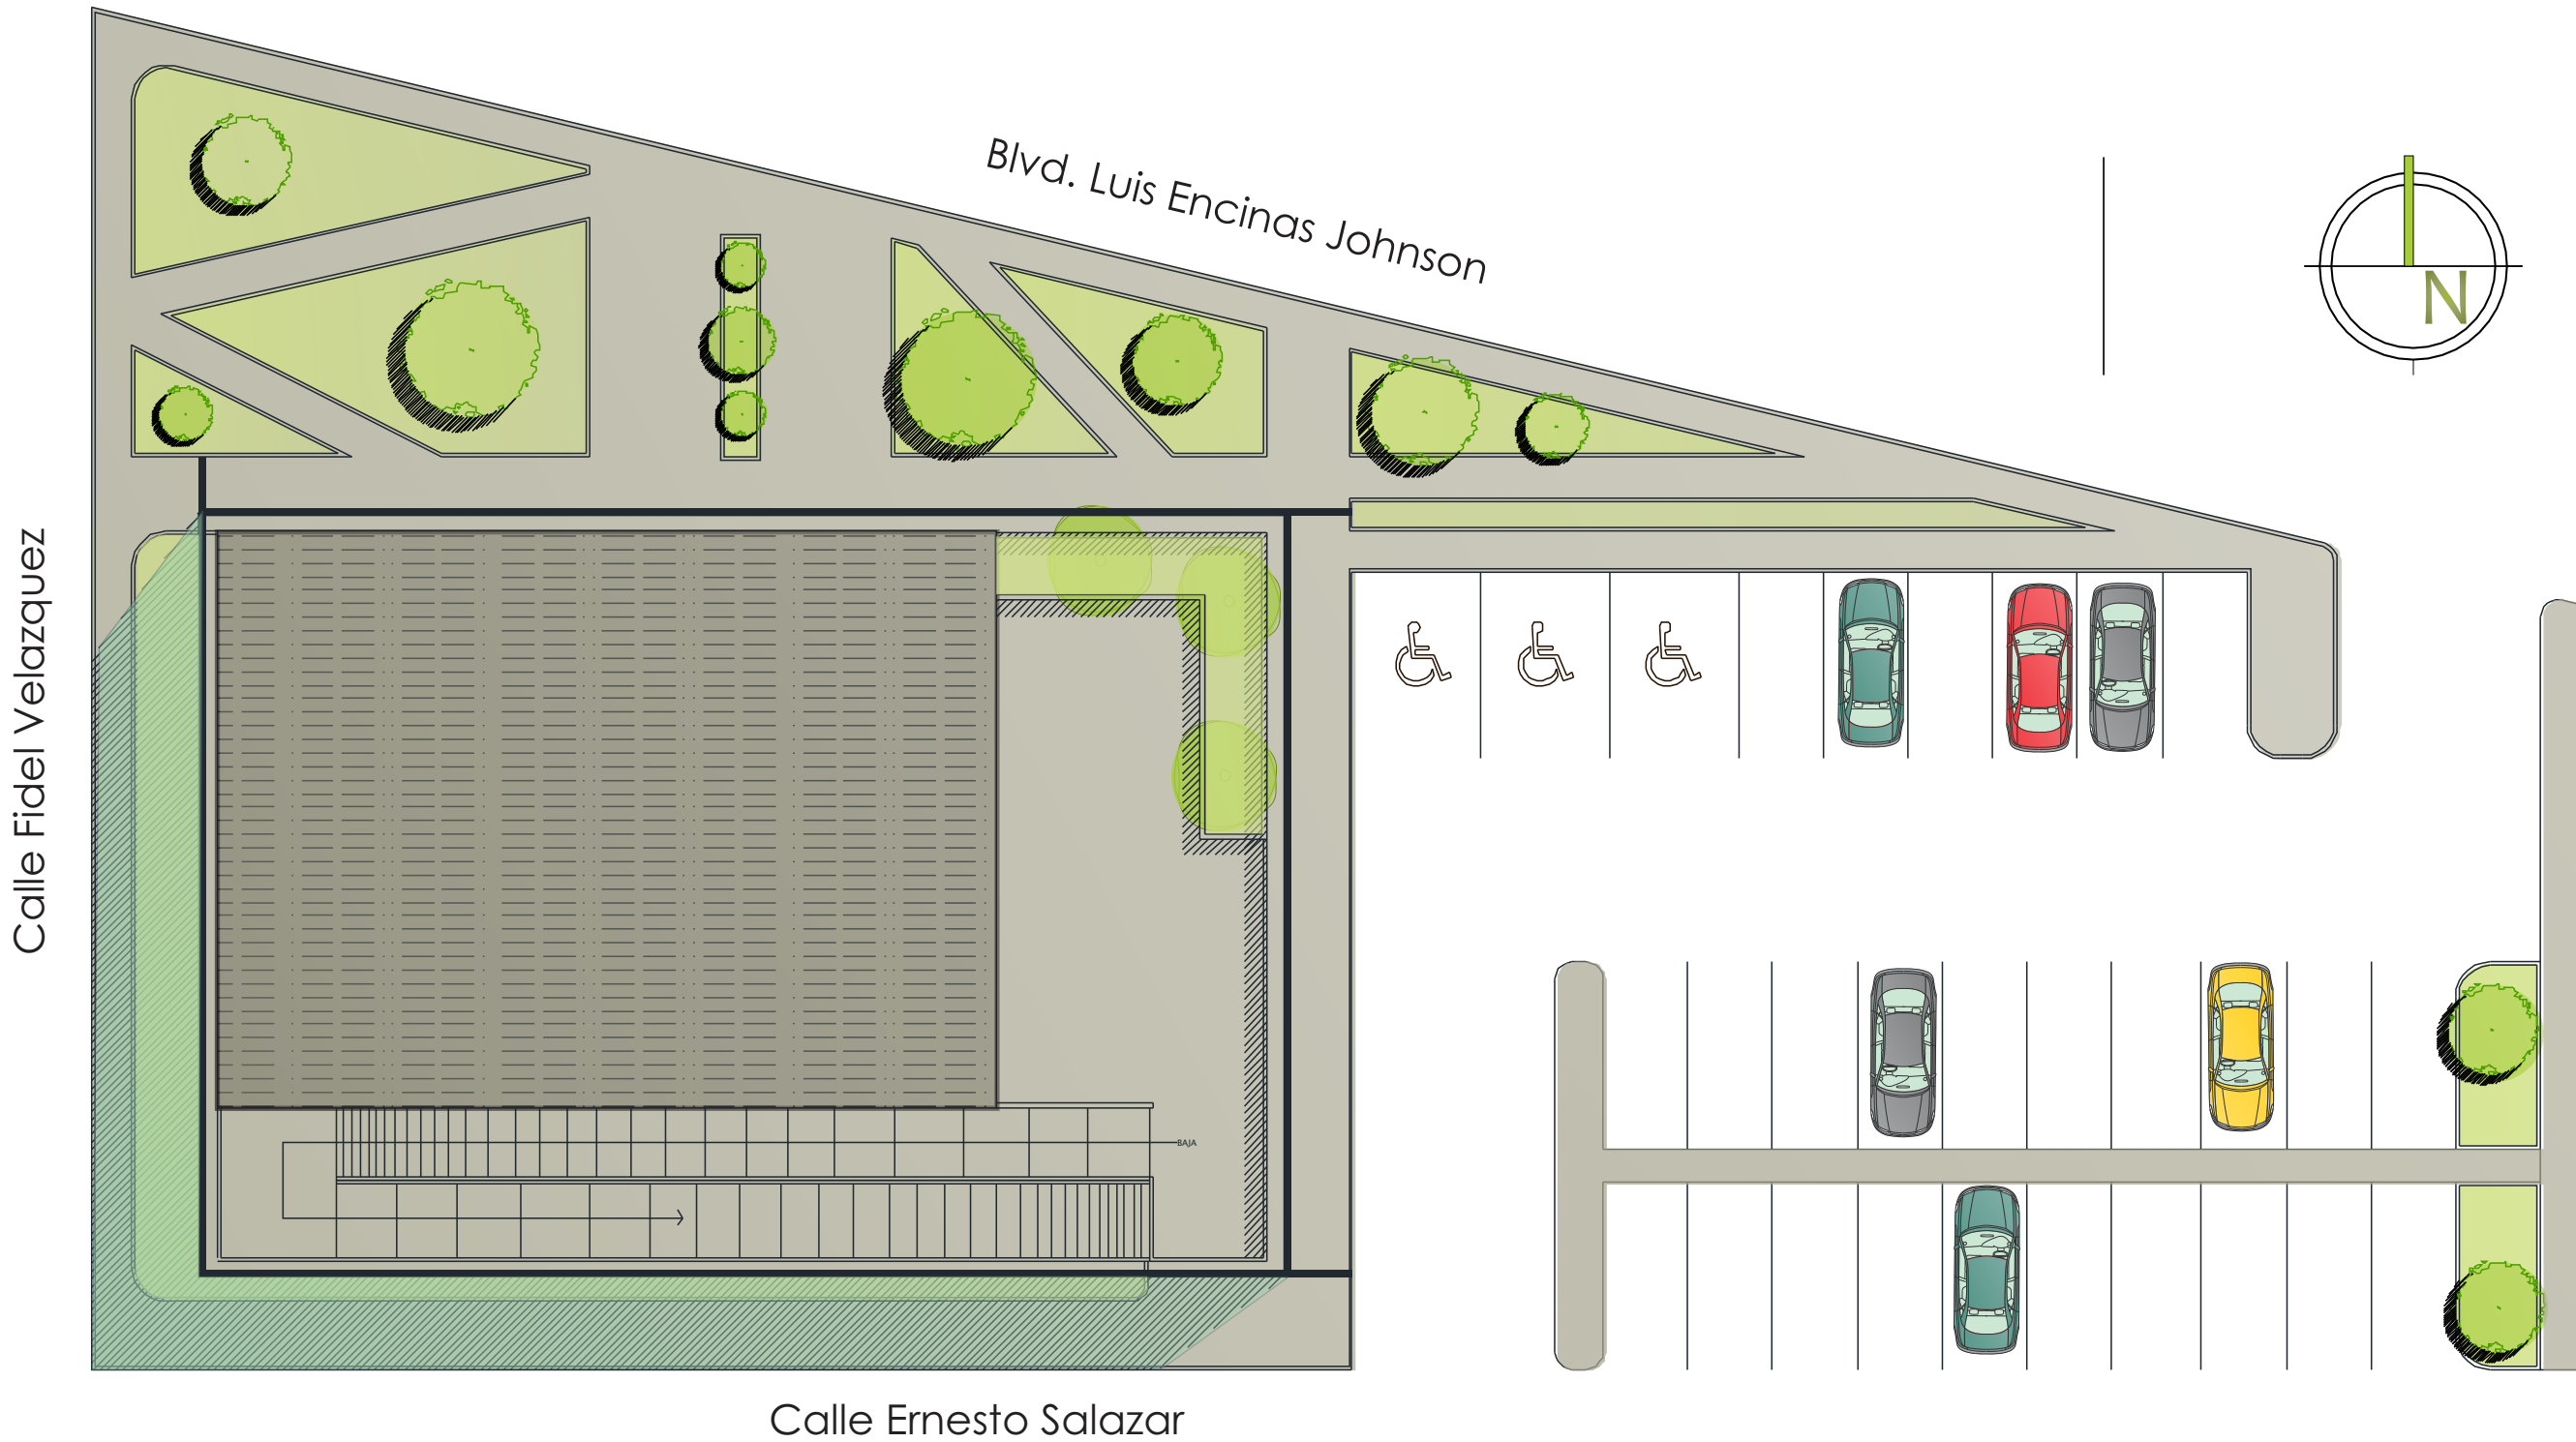 Blvd. Luis Encinas Johnson
N
Calle Fidel Velazquez
BAJA
Calle Ernesto Salazar